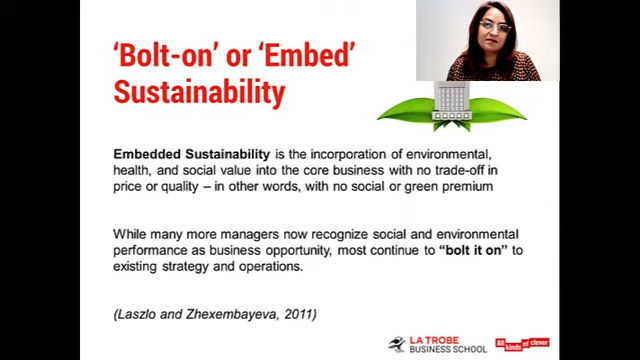 ‘Bolt-on’ or ‘Embed’
Sustainability
Embedded Sustainability is the incorporation of environmental,
health, and social value into the core business with no trade-off in
price or quality – in other words, with no social or green premium
While many more managers now recognize social and environmental
performance as business opportunity, most continue to “bolt it on” to
existing strategy and operations.
(Laszlo and Zhexembayeva, 2011)
LA TROBE
BUSINESS SCHOOL
All kinds of clever